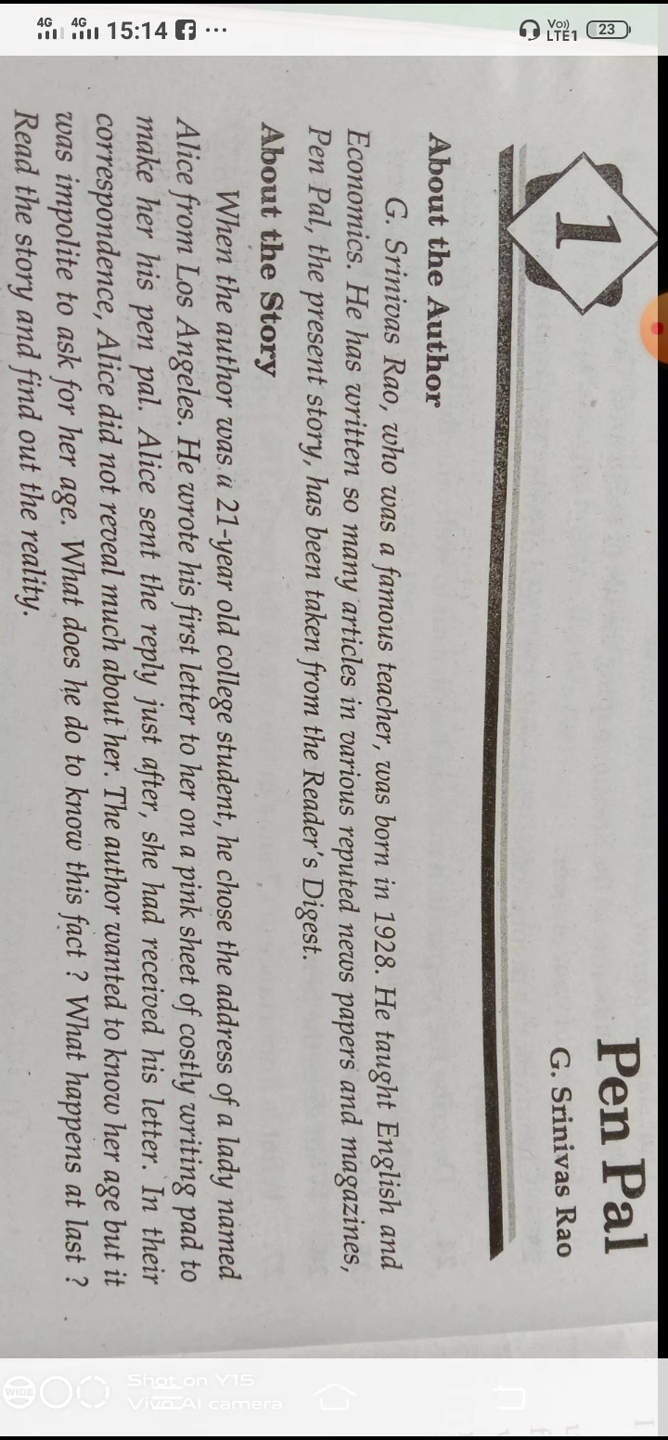 4G 4G 15:14 ...
Vo)) LTE1 23
1
Pen Pal
G. Srinivas Rao
About the Author
G. Srinivas Rao, who was a famous teacher, was born in 1928. He taught English and
Economics. He has written so many articles in various reputed news papers and magazines,
Pen Pal, the present story, has been taken from the Reader's Digest.
About the Story
When the author was a 21-year old college student, he chose the address of a lady named
Alice from Los Angeles. He wrote his first letter to her on a pink sheet of costly writing pad to
make her his pen pal. Alice sent the reply just after, she had received his letter. In their
correspondence, Alice did not reveal much about her. The author wanted to know her age but it
was impolite to ask for her age. What does he do to know this fact ? What happens at last ?
Read the story and find out the reality.
WIDE
Shot on Y15
Vivo AI camera